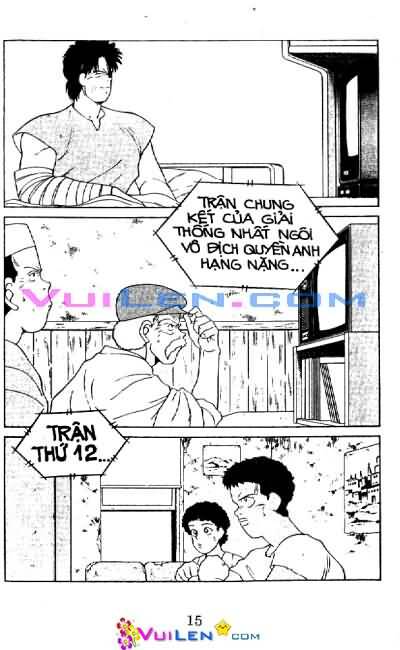 TRẬN CHUNG
KẾT CỦA GIẢI
THỐNG NHẤT NGÔI
VÔ ĐỊCH QUYỀN ANH
HẠNG NẶNG...
VUILEN.COM
TRẬN
THỨ 12...
15
VUILEN.COM